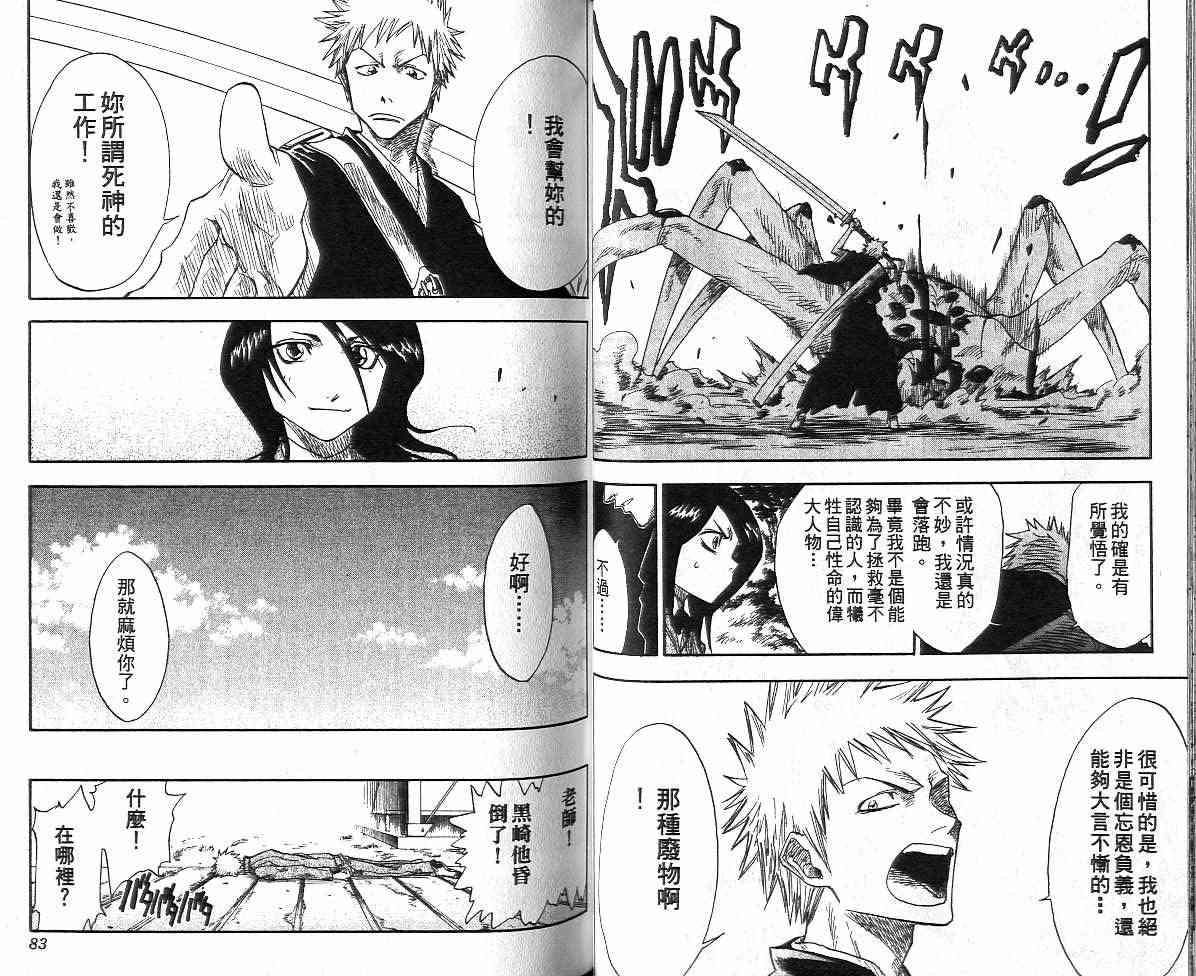 我的確是有
所覺悟了。
或許情況真的
不妙，我還是
會落跑。
畢竟我不是個能
夠為了拯救毫不
認識的人，而犧
牲自己性命的偉
大人物…
不過……
很可惜的是，我也絕
非是個忘恩負義，還
能夠大言不慚的…
那種廢物啊
！
我會幫妳的
！
妳所謂死神的
工作！
雖然不喜歡，
我還是會做！
好啊……
那就麻煩你了。
老師！
黑崎他昏
倒了！
什麼！
在哪裡？
バタバタバタ
83